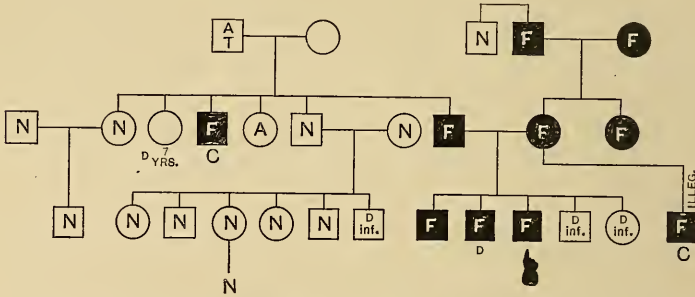 A
T
N F F
N N F A N N F F F
D 7 YRS.
C
ILLEG.
N N N N N N D inf. F F F D inf. D inf. F
D C
N